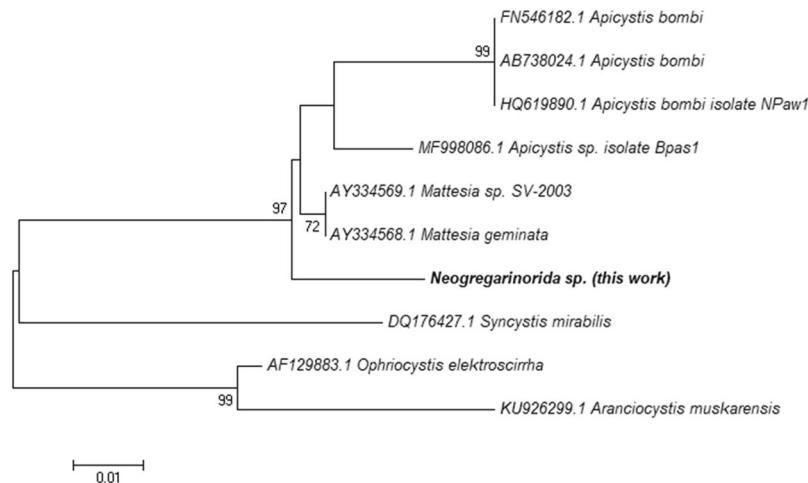 FN546182.1 Apicystis bombi
99
AB738024.1 Apicystis bombi
HQ619890.1 Apicystis bombi isolate NPaw1
MF998086.1 Apicystis sp. isolate Bpas1
AY334569.1 Mattesia sp. SV-2003
97
72
AY334568.1 Mattesia geminata
Neogregarinorida sp. (this work)
DQ176427.1 Syncystis mirabilis
AF129883.1 Ophriocystis elektroscirrha
99
KU926299.1 Aranciocystis muskarensis
0.01